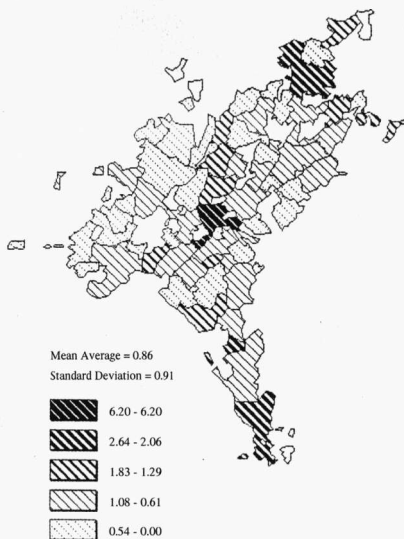 Mean Average = 0.86
Standard Deviation = 0.91
6.20 - 6.20
2.64 - 2.06
1.83 - 1.29
1.08 - 0.61
0.54 - 0.00